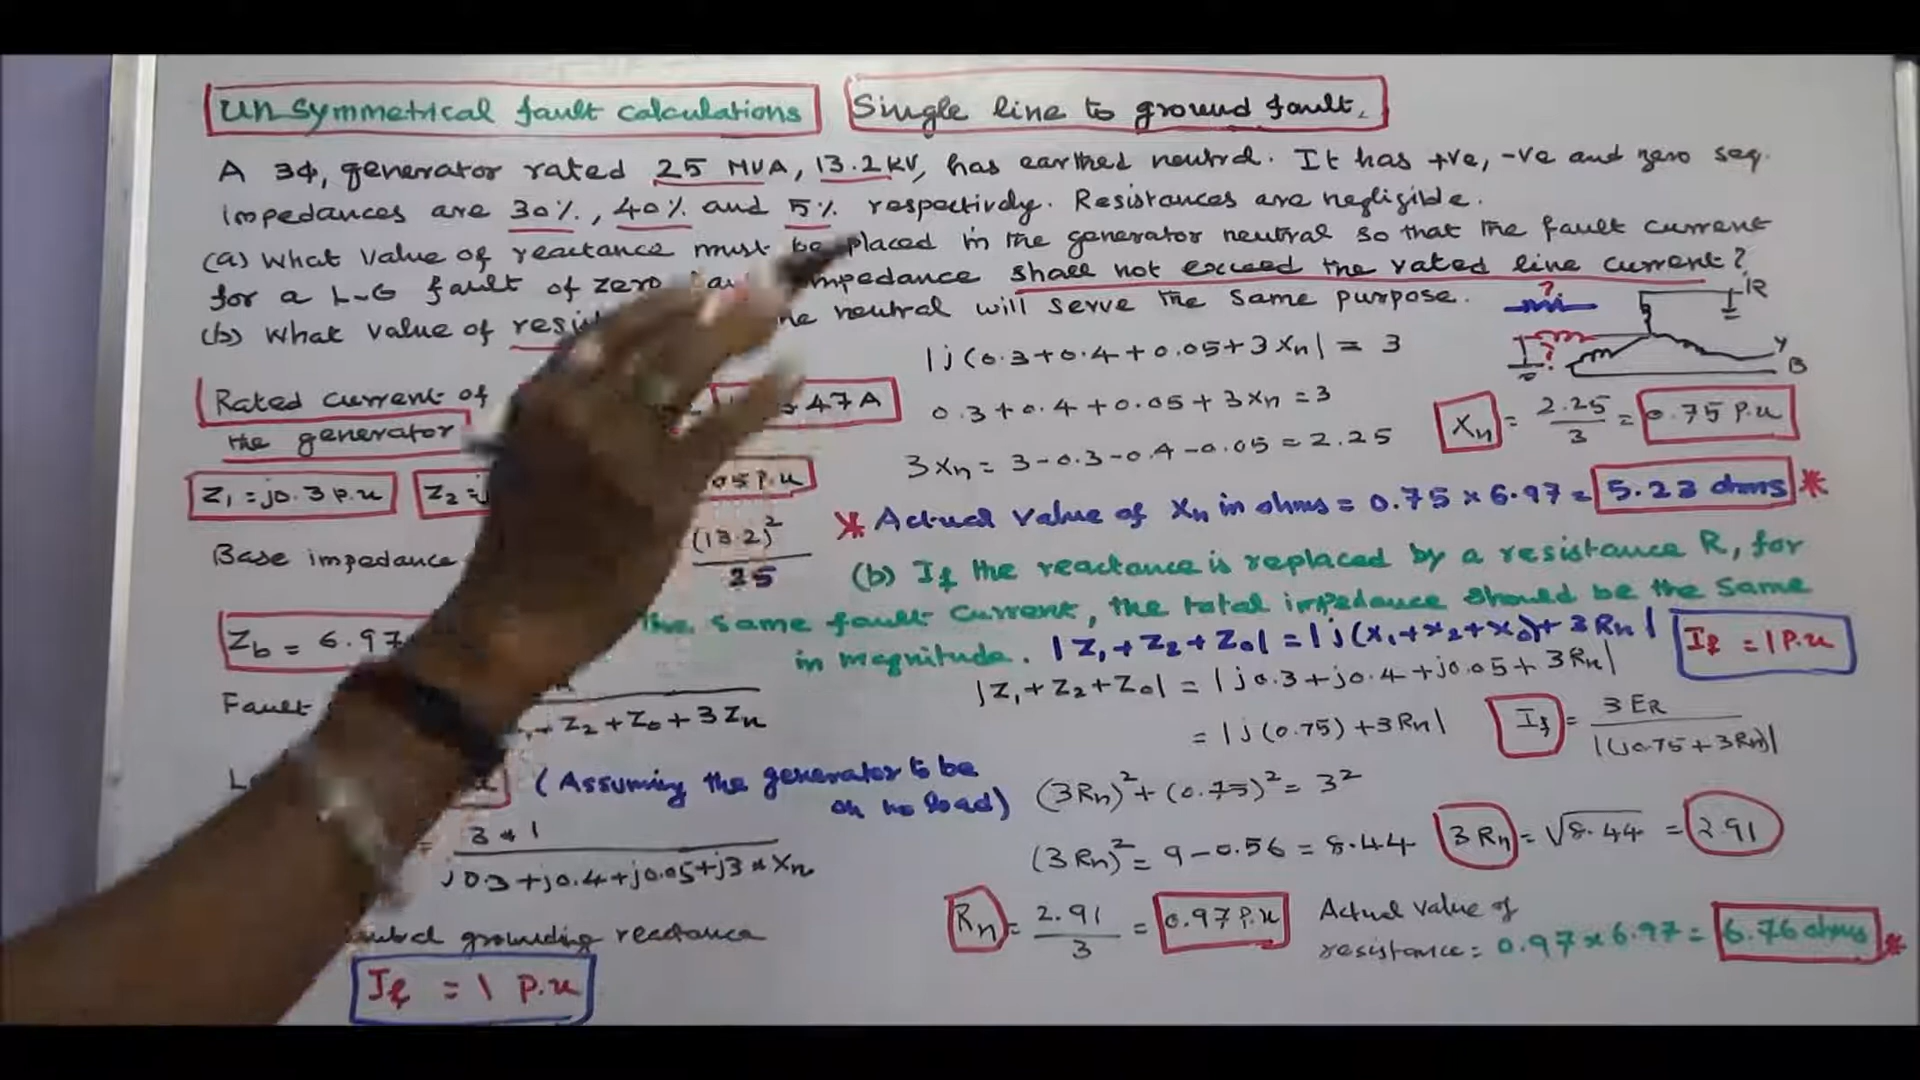 Un Symmetrical fault calculations
Single line to ground fault.
A 3φ, generator rated 25 MVA, 13.2 KV, has earthed neutral. It has +ve, -ve and zero seq.
impedances are 30%, 40% and 5% respectively. Resistances are negligible.
(a) What value of reactance must be placed in the generator neutral so that the fault current
for a L-G fault of zero impedance shall not exceed the rated line current?
(b) What value of neutral will serve the same purpose.
R
Y
B
? ?
Rated current of
the generator
47A
Z₁ = j0.3 p.u
Z₂ =
05 P.u
Base impedance
(13.2)²
25
Z_b = 6.97
Fault
+ Z₂ + Z₀ + 3Zn
(Assuming the generator to be
on no load)
= 3*1
j0.3+j0.4+j0.05+j3*Xn
grounding reactance
I_f = 1 P.u
|j(0.3+0.4+0.05+3Xn| = 3
0.3+0.4+0.05+3Xn = 3
3Xn = 3-0.3-0.4-0.05 = 2.25
Xn = 2.25 = 0.75 P.u
3
* Actual value of Xn in ohms = 0.75 × 6.97 = 5.23 ohms *
(b) If the reactance is replaced by a resistance R, for
the same fault current, the total impedance should be the same
in magnitude. |Z₁+Z₂+Z₀| = |j(x₁+x₂+x₀)+3Rn|
I_f = 1 P.u
|Z₁+Z₂+Z₀| = |j0.3+j0.4+j0.05+3Rn|
= |j(0.75)+3Rn|
I_f = 3 E_R
|(j0.75+3Rn)|
(3Rn)²+(0.75)² = 3²
(3Rn)² = 9-0.56 = 8.44
3Rn = √8.44 = 2.91
Rn = 2.91 = 0.97 P.u
3
Actual value of
resistance = 0.97×6.97 = 6.76 ohms *